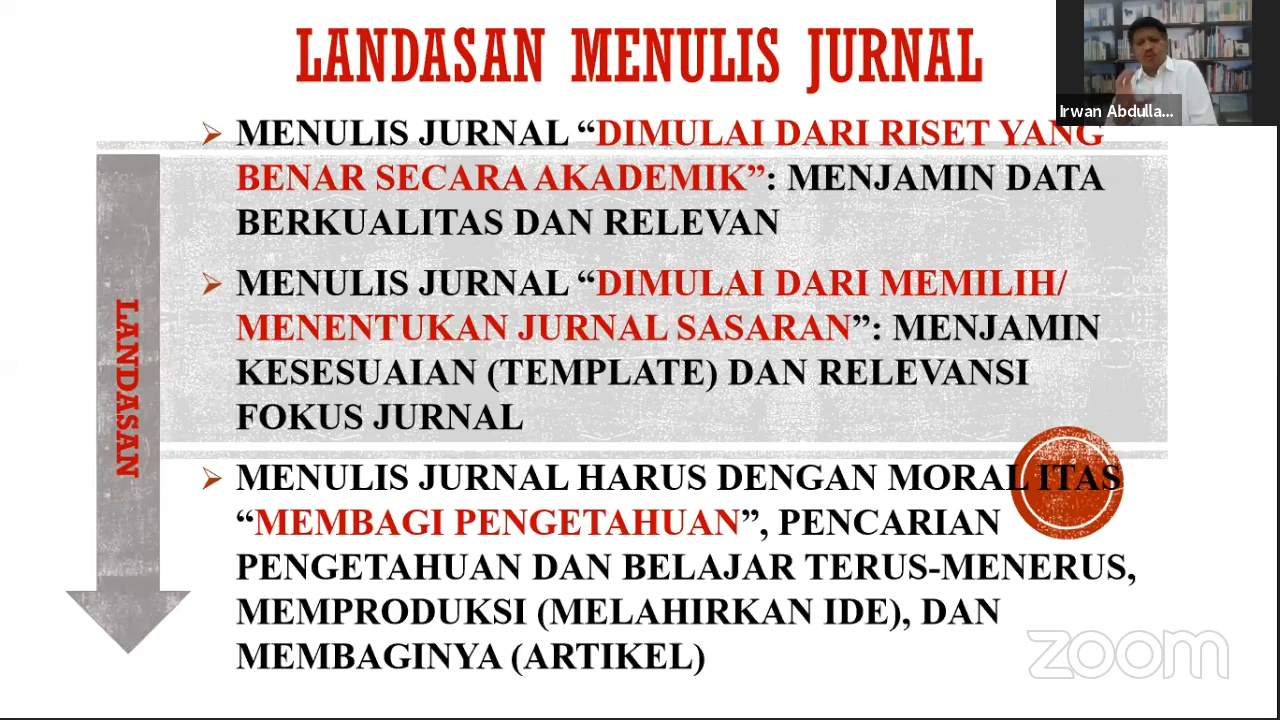 LANDASAN MENULIS JURNAL
Irwan Abdulla...
MENULIS JURNAL “DIMULAI DARI RISET YANG
BENAR SECARA AKADEMIK”: MENJAMIN DATA
BERKUALITAS DAN RELEVAN
MENULIS JURNAL “DIMULAI DARI MEMILIH/
MENENTUKAN JURNAL SASARAN”: MENJAMIN
KESESUAIAN (TEMPLATE) DAN RELEVANSI
FOKUS JURNAL
LANDASAN
MENULIS JURNAL HARUS DENGAN MORAL ITAS
“MEMBAGI PENGETAHUAN”, PENCARIAN
PENGETAHUAN DAN BELAJAR TERUS-MENERUS,
MEMPRODUKSI (MELAHIRKAN IDE), DAN
MEMBAGINYA (ARTIKEL)
zoom